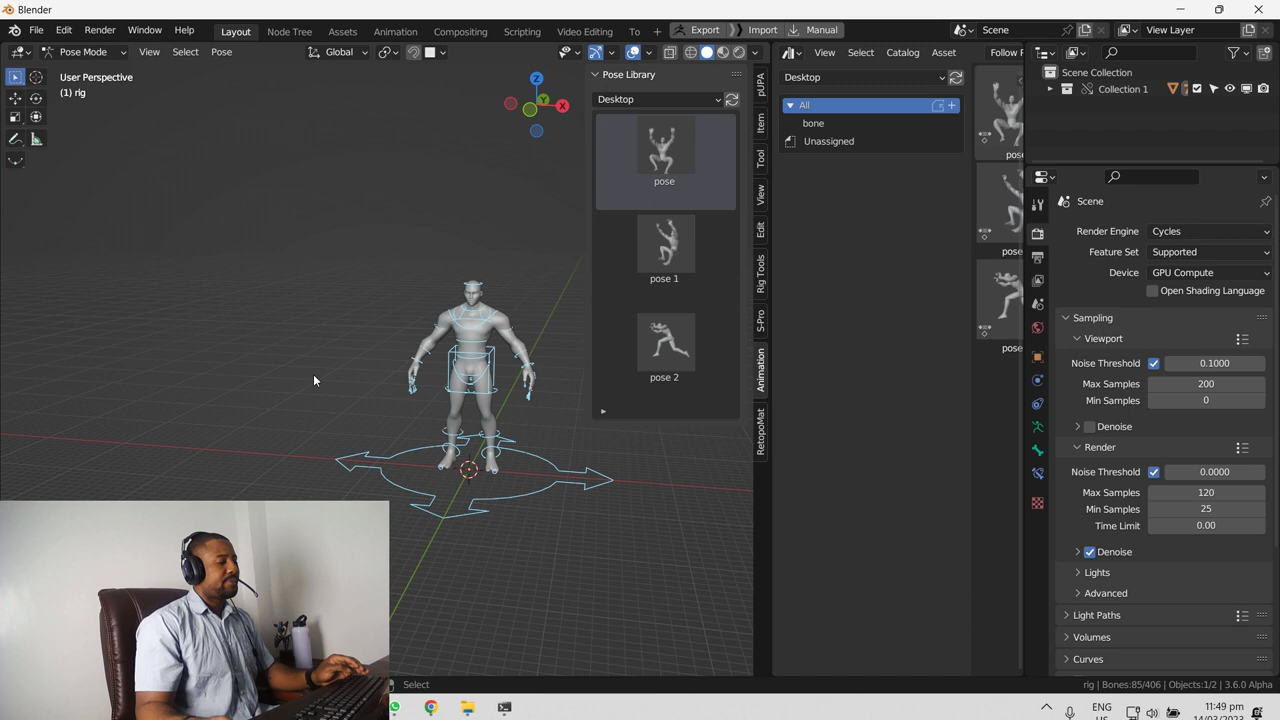 Blender
File Edit Render Window Help Layout Node Tree Assets Animation Compositing Scripting Video Editing To Export Import Manual Scene View Layer
Pose Mode View Select Pose Global View Select Catalog Asset Follow P
User Perspective
(1) rig
Z
Y
X
Pose Library
Desktop
pose
pose 1
pose 2
pUPA
Item
Tool
View
Edit
Rig Tools
S-Pro
Animation
RetopoMat
Desktop
All
bone
Unassigned
pose
pose
pose
Scene Collection
Collection 1
Scene
Render Engine Cycles
Feature Set Supported
Device GPU Compute
Open Shading Language
Sampling
Viewport
Noise Threshold 0.1000
Max Samples 200
Min Samples 0
Denoise
Render
Noise Threshold 0.0000
Max Samples 120
Min Samples 25
Time Limit 0.00
Denoise
Lights
Advanced
Light Paths
Volumes
Curves
Select
rig | Bones:85/406 | Objects:1/2 | 3.6.0 Alpha
ENG
11:49 pm